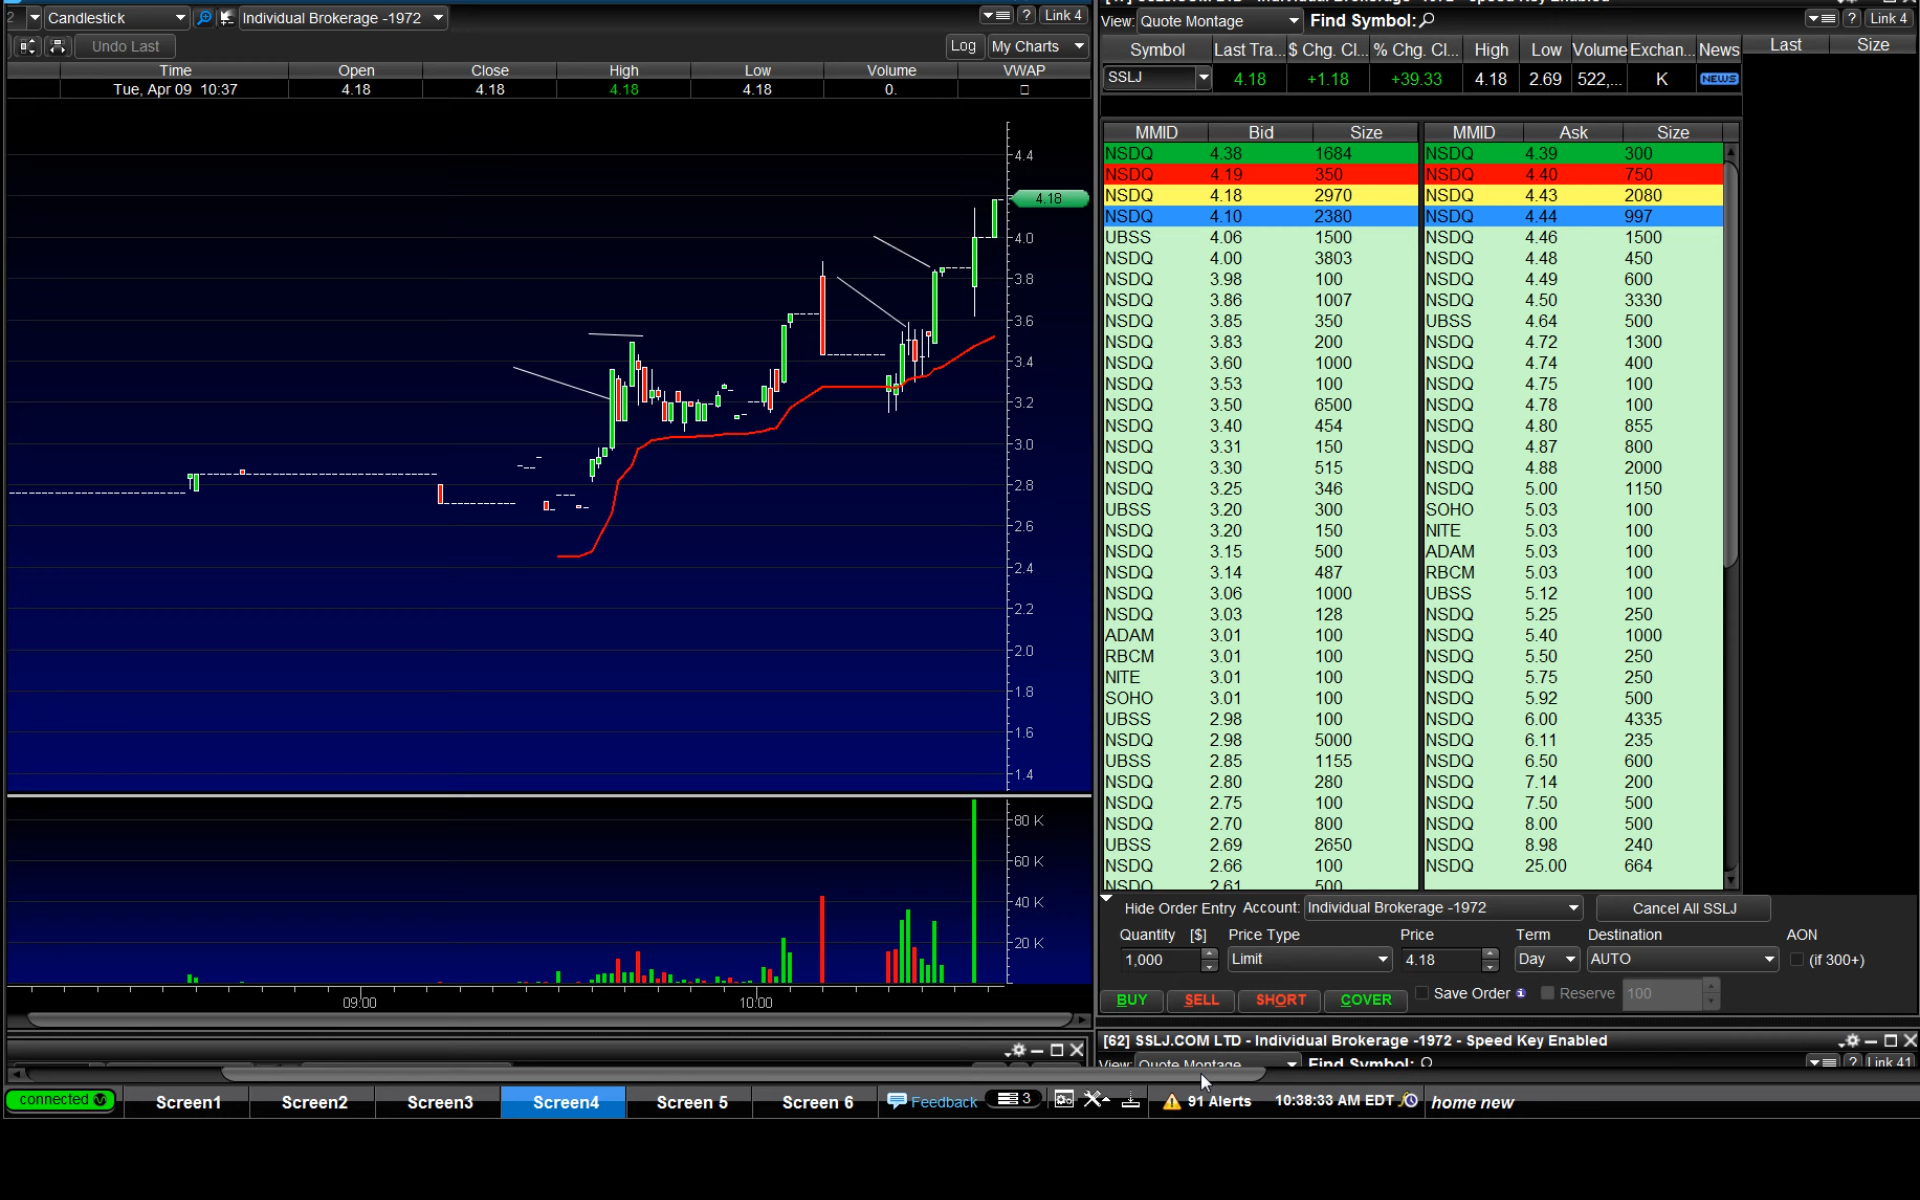 2 Candlestick Individual Brokerage -1972 ? Link 4
Undo Last Log My Charts
Time Open Close High Low Volume VWAP
Tue, Apr 09 10:37 4.18 4.18 4.18 4.18 0.
4.4
4.18
4.0
3.8
3.6
3.4
3.2
3.0
2.8
2.6
2.4
2.2
2.0
1.8
1.6
1.4
80 K
60 K
40 K
20 K
09:00 10:00
View: Quote Montage Find Symbol: ? Link 4
Symbol Last Tra... $ Chg. Cl... % Chg. Cl... High Low Volume Exchan... News Last Size
SSLJ 4.18 +1.18 +39.33 4.18 2.69 522,... K NEWS
MMID Bid Size MMID Ask Size
NSDQ 4.38 1684 NSDQ 4.39 300
NSDQ 4.19 350 NSDQ 4.40 750
NSDQ 4.18 2970 NSDQ 4.43 2080
NSDQ 4.10 2380 NSDQ 4.44 997
UBSS 4.06 1500 NSDQ 4.46 1500
NSDQ 4.00 3803 NSDQ 4.48 450
NSDQ 3.98 100 NSDQ 4.49 600
NSDQ 3.86 1007 NSDQ 4.50 3330
NSDQ 3.85 350 UBSS 4.64 500
NSDQ 3.83 200 NSDQ 4.72 1300
NSDQ 3.60 1000 NSDQ 4.74 400
NSDQ 3.53 100 NSDQ 4.75 100
NSDQ 3.50 6500 NSDQ 4.78 100
NSDQ 3.40 454 NSDQ 4.80 855
NSDQ 3.31 150 NSDQ 4.87 800
NSDQ 3.30 515 NSDQ 4.88 2000
NSDQ 3.25 346 NSDQ 5.00 1150
UBSS 3.20 300 SOHO 5.03 100
NSDQ 3.20 150 NITE 5.03 100
NSDQ 3.15 500 ADAM 5.03 100
NSDQ 3.14 487 RBCM 5.03 100
NSDQ 3.06 1000 UBSS 5.12 100
NSDQ 3.03 128 NSDQ 5.25 250
ADAM 3.01 100 NSDQ 5.40 1000
RBCM 3.01 100 NSDQ 5.50 250
NITE 3.01 100 NSDQ 5.75 250
SOHO 3.01 100 NSDQ 5.92 500
UBSS 2.98 100 NSDQ 6.00 4335
NSDQ 2.98 5000 NSDQ 6.11 235
UBSS 2.85 1155 NSDQ 6.50 600
NSDQ 2.80 280 NSDQ 7.14 200
NSDQ 2.75 100 NSDQ 7.50 500
NSDQ 2.70 800 NSDQ 8.00 500
UBSS 2.69 2650 NSDQ 8.98 240
NSDQ 2.66 100 NSDQ 25.00 664
NSDQ 2.61 500
Hide Order Entry Account: Individual Brokerage -1972 Cancel All SSLJ
Quantity [$] Price Type Price Term Destination AON
1,000 Limit 4.18 Day AUTO (if 300+)
BUY SELL SHORT COVER Save Order Reserve 100
[62] SSLJ.COM LTD - Individual Brokerage -1972 - Speed Key Enabled
View: Quote Montage Find Symbol: ? Link 41
connected Screen1 Screen2 Screen3 Screen4 Screen 5 Screen 6 Feedback 3 91 Alerts 10:38:33 AM EDT home new